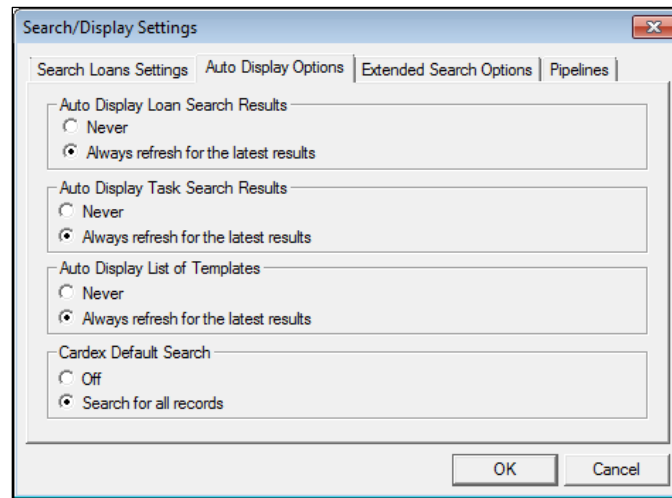 Search/Display Settings
Search Loans Settings Auto Display Options Extended Search Options Pipelines
Auto Display Loan Search Results
Never
Always refresh for the latest results
Auto Display Task Search Results
Never
Always refresh for the latest results
Auto Display List of Templates
Never
Always refresh for the latest results
Cardex Default Search
Off
Search for all records
OK Cancel